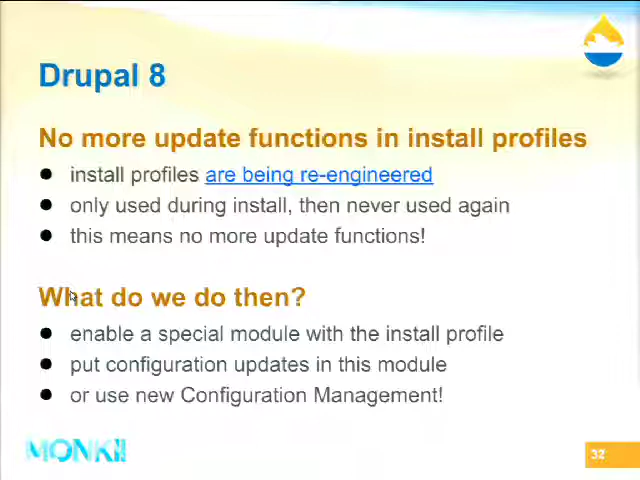 Drupal 8
No more update functions in install profiles
install profiles are being re-engineered
only used during install, then never used again
this means no more update functions!
What do we do then?
enable a special module with the install profile
put configuration updates in this module
or use new Configuration Management!
MONKii
32